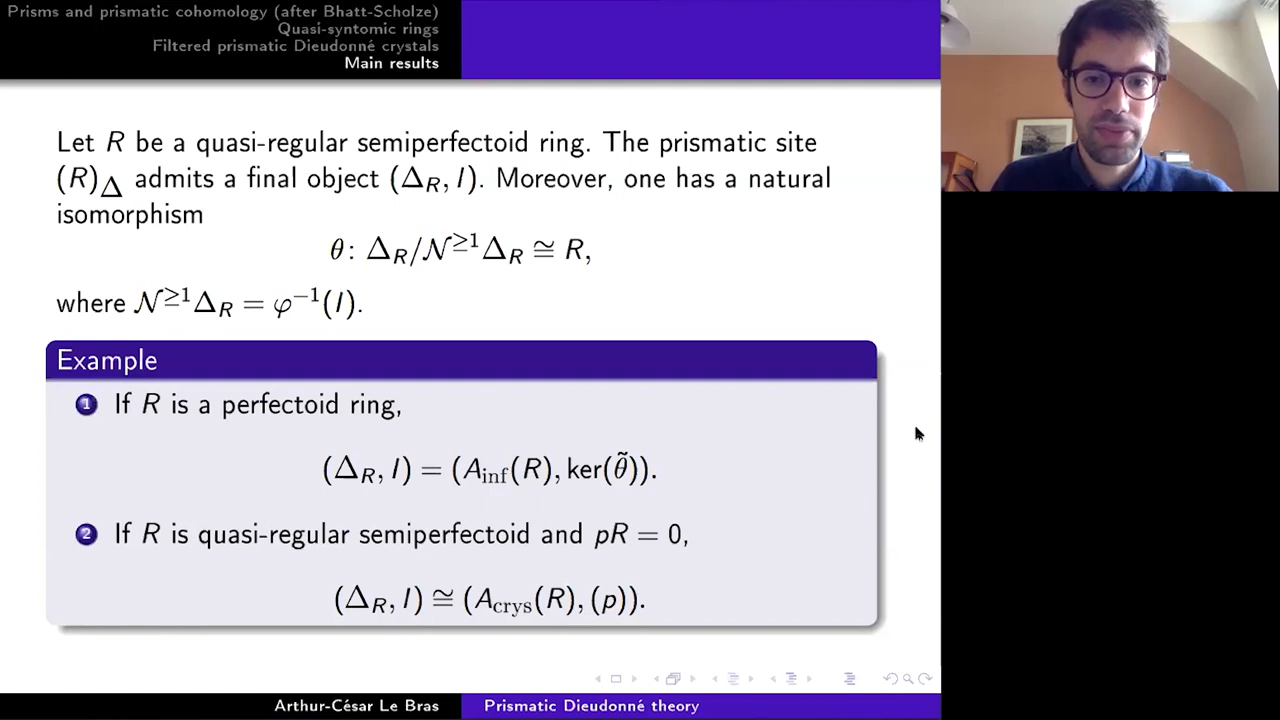 Prisms and prismatic cohomology (after Bhatt-Scholze)
Quasi-syntomic rings
Filtered prismatic Dieudonné crystals
Main results
Let R be a quasi-regular semiperfectoid ring. The prismatic site
(R)_Δ admits a final object (Δ_R, I). Moreover, one has a natural
isomorphism
θ: Δ_R/𝒩^{≥1}Δ_R ≅ R,
where 𝒩^{≥1}Δ_R = φ^{−1}(I).
Example
1 If R is a perfectoid ring,
(Δ_R, I) = (A_inf(R), ker(θ̃)).
2 If R is quasi-regular semiperfectoid and pR = 0,
(Δ_R, I) ≅ (A_crys(R), (p)).
Arthur-César Le Bras Prismatic Dieudonné theory